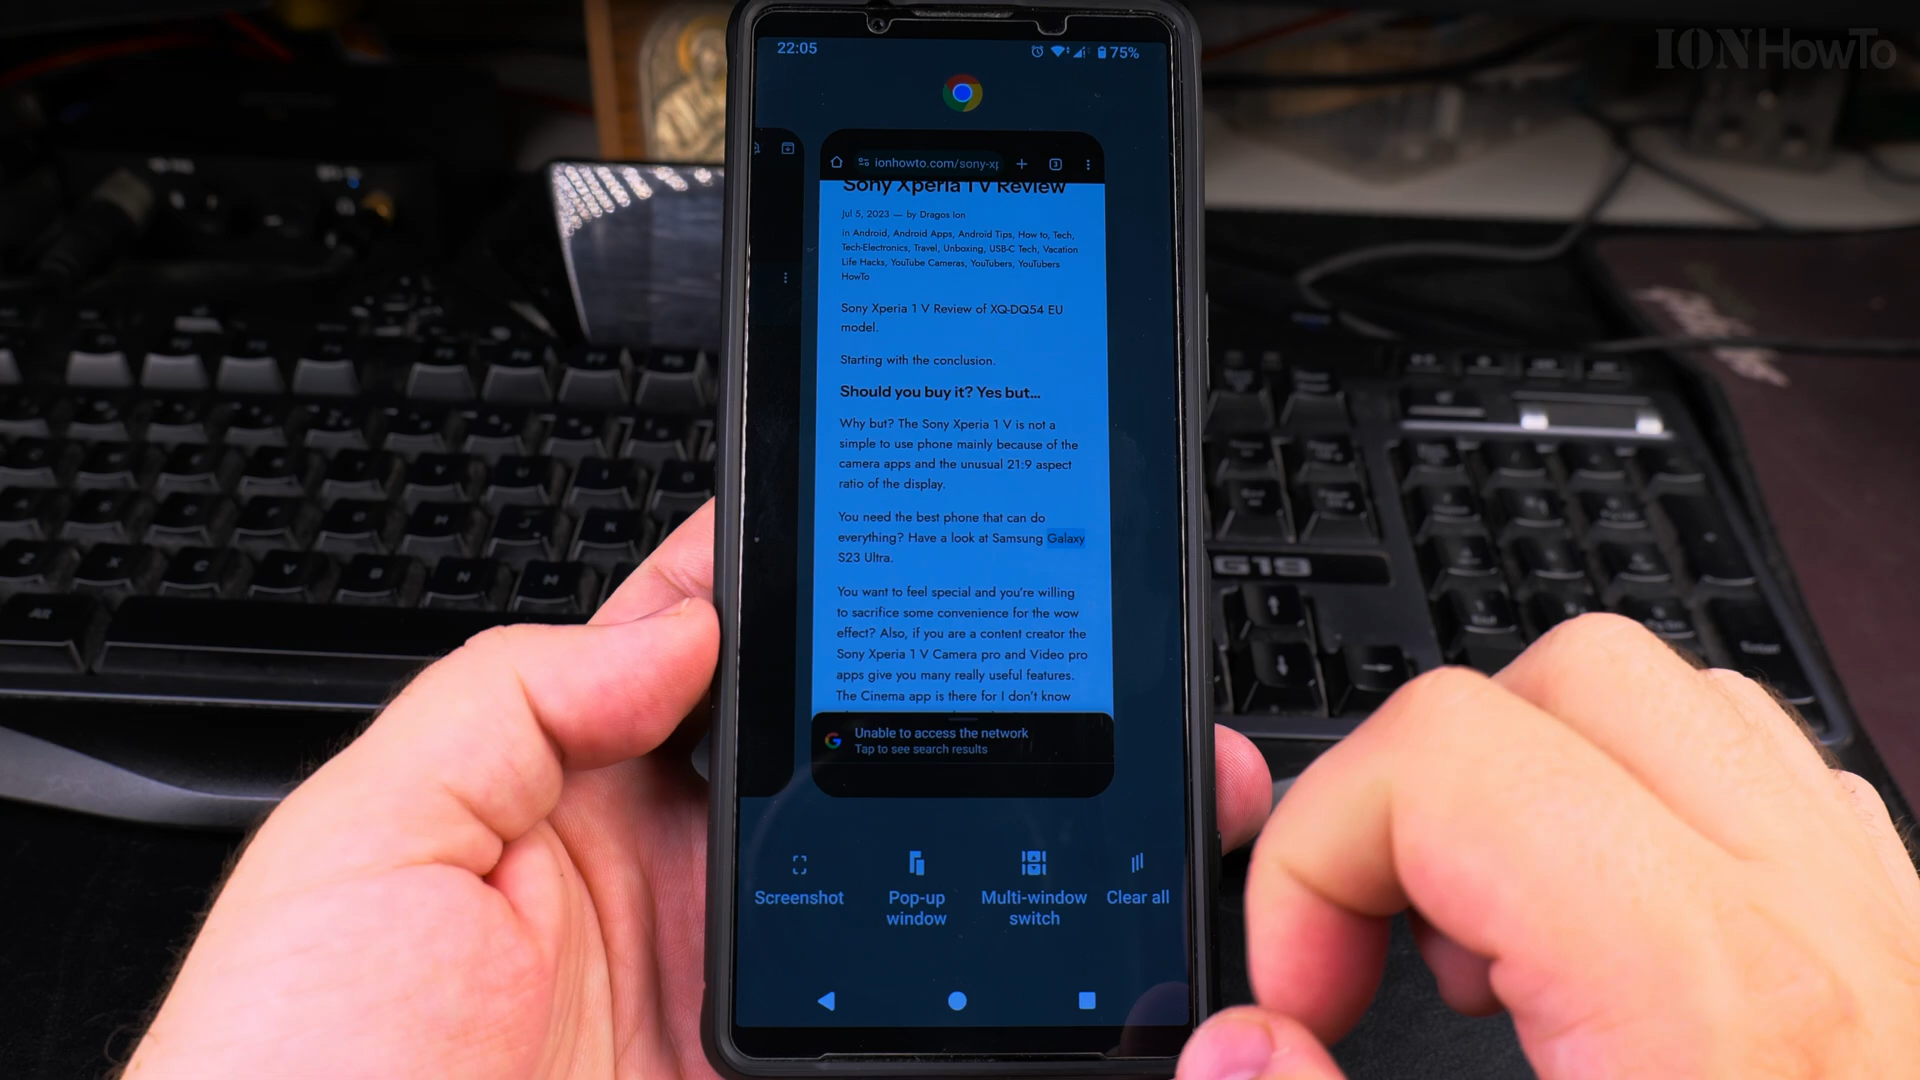 IONHowTo
22:05
75%
ionhowto.com/sony-xp
3
Sony Xperia 1 V Review
Jul 5, 2023 — by Dragos Ion
in Android, Android Apps, Android Tips, How to, Tech,
Tech-Electronics, Travel, Unboxing, USB-C Tech, Vacation
Life Hacks, YouTube Cameras, YouTubers, YouTubers
HowTo
Sony Xperia 1 V Review of XQ-DQ54 EU
model.
Starting with the conclusion.
Should you buy it? Yes but...
Why but? The Sony Xperia 1 V is not a
simple to use phone mainly because of the
camera apps and the unusual 21:9 aspect
ratio of the display.
You need the best phone that can do
everything? Have a look at Samsung Galaxy
S23 Ultra.
You want to feel special and you're willing
to sacrifice some convenience for the wow
effect? Also, if you are a content creator the
Sony Xperia 1 V Camera pro and Video pro
apps give you many really useful features.
The Cinema app is there for I don't know
Unable to access the network
Tap to see search results
Screenshot
Pop-up
window
Multi-window
switch
Clear all
G19